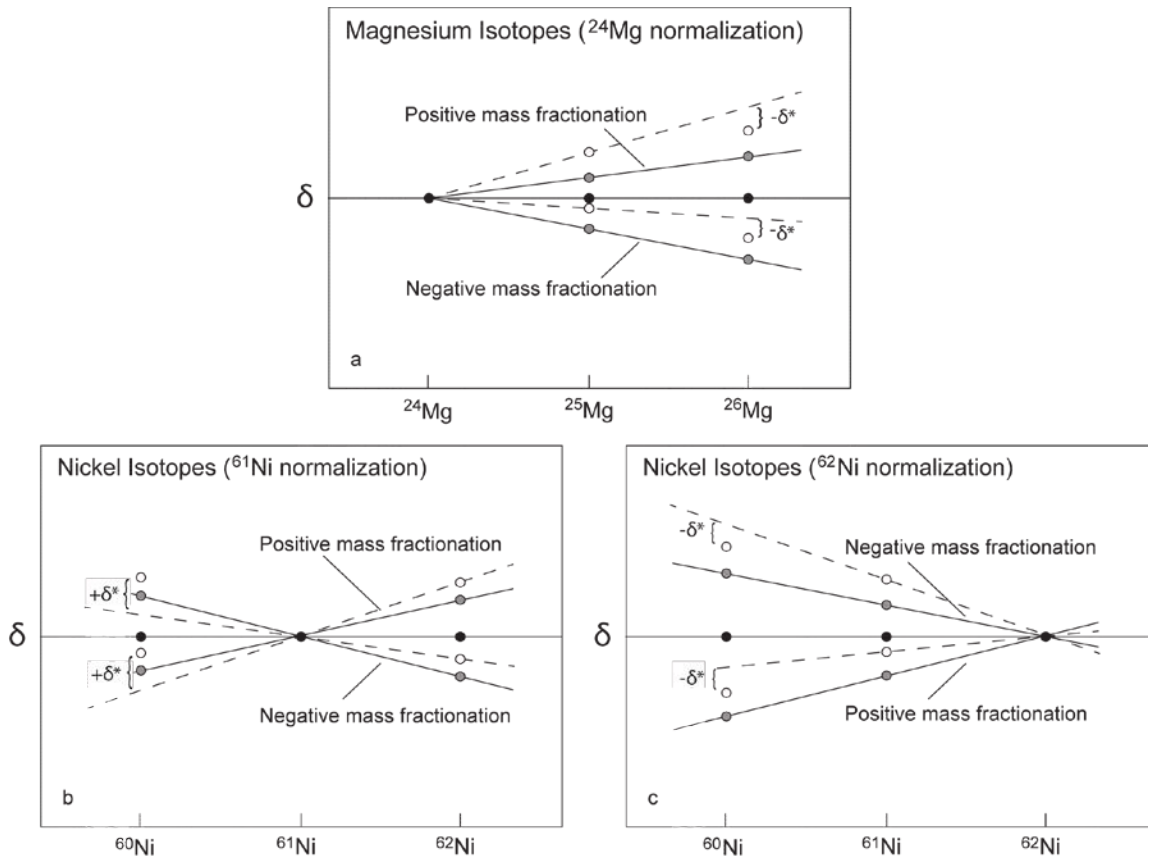 Magnesium Isotopes (²⁴Mg normalization)
Positive mass fractionation
} -δ*
δ
} -δ*
Negative mass fractionation
a
²⁴Mg ²⁵Mg ²⁶Mg
Nickel Isotopes (⁶¹Ni normalization)
Positive mass fractionation
+δ* {
δ
+δ* {
Negative mass fractionation
b
⁶⁰Ni ⁶¹Ni ⁶²Ni
Nickel Isotopes (⁶²Ni normalization)
-δ* {
Negative mass fractionation
δ
-δ* {
Positive mass fractionation
c
⁶⁰Ni ⁶¹Ni ⁶²Ni